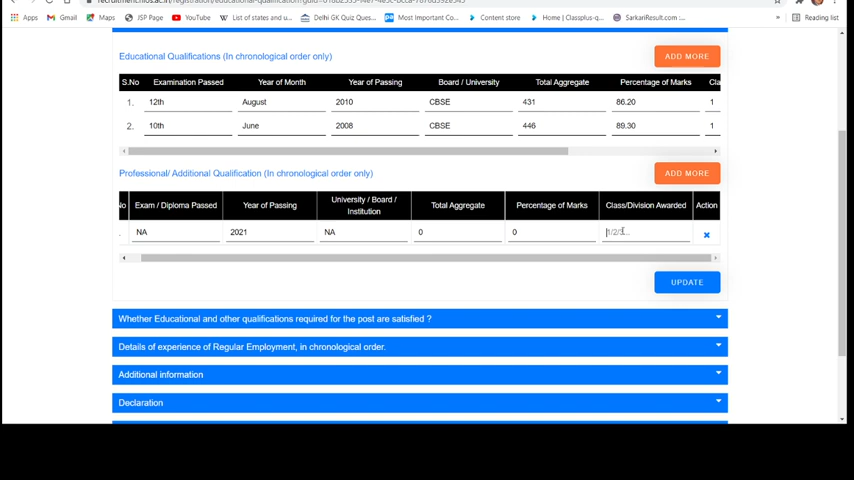 Apps Gmail Maps JSP Page YouTube List of states and u... Delhi GK Quiz Ques... Most Important Co... Content store Home | Classplus-q... SarkariResult.com :... » Reading list
Educational Qualifications (In chronological order only) ADD MORE
S.No Examination Passed Year of Month Year of Passing Board / University Total Aggregate Percentage of Marks Cla
1. 12th August 2010 CBSE 431 86.20 1
2. 10th June 2008 CBSE 446 89.30 1
Professional/ Additional Qualification (In chronological order only) ADD MORE
No Exam / Diploma Passed Year of Passing University / Board / Institution Total Aggregate Percentage of Marks Class/Division Awarded Action
NA 2021 NA 0 0
UPDATE
Whether Educational and other qualifications required for the post are satisfied ?
Details of experience of Regular Employment, in chronological order.
Additional information
Declaration